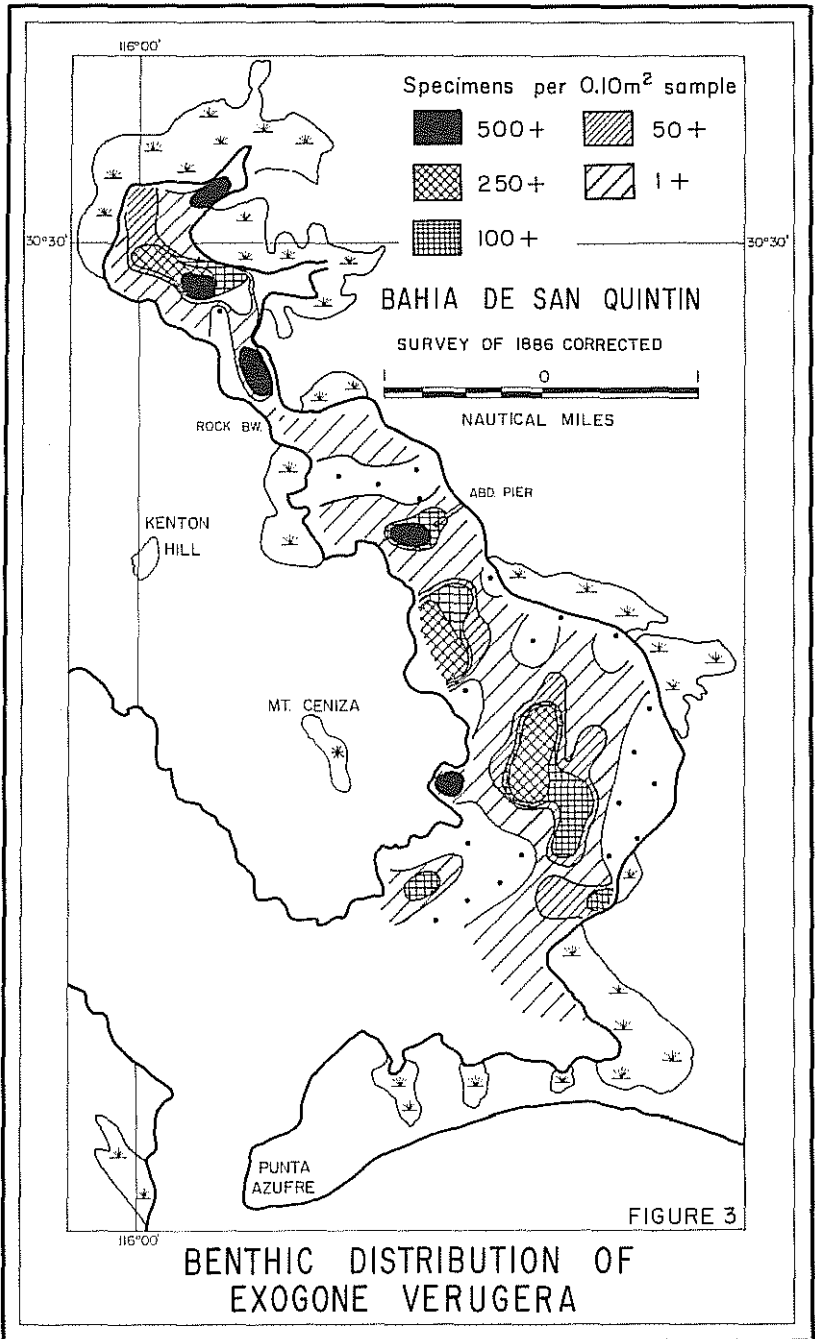 116°00'
Specimens per 0.10m² sample
500+
50+
250+
1+
100+
30°30'
30°30'
BAHIA DE SAN QUINTIN
SURVEY OF 1886 CORRECTED
1 0 1
NAUTICAL MILES
ROCK BW.
ABD. PIER
KENTON
HILL
MT. CENIZA
PUNTA
AZUFRE
FIGURE 3
116°00'
BENTHIC DISTRIBUTION OF
EXOGONE VERUGERA